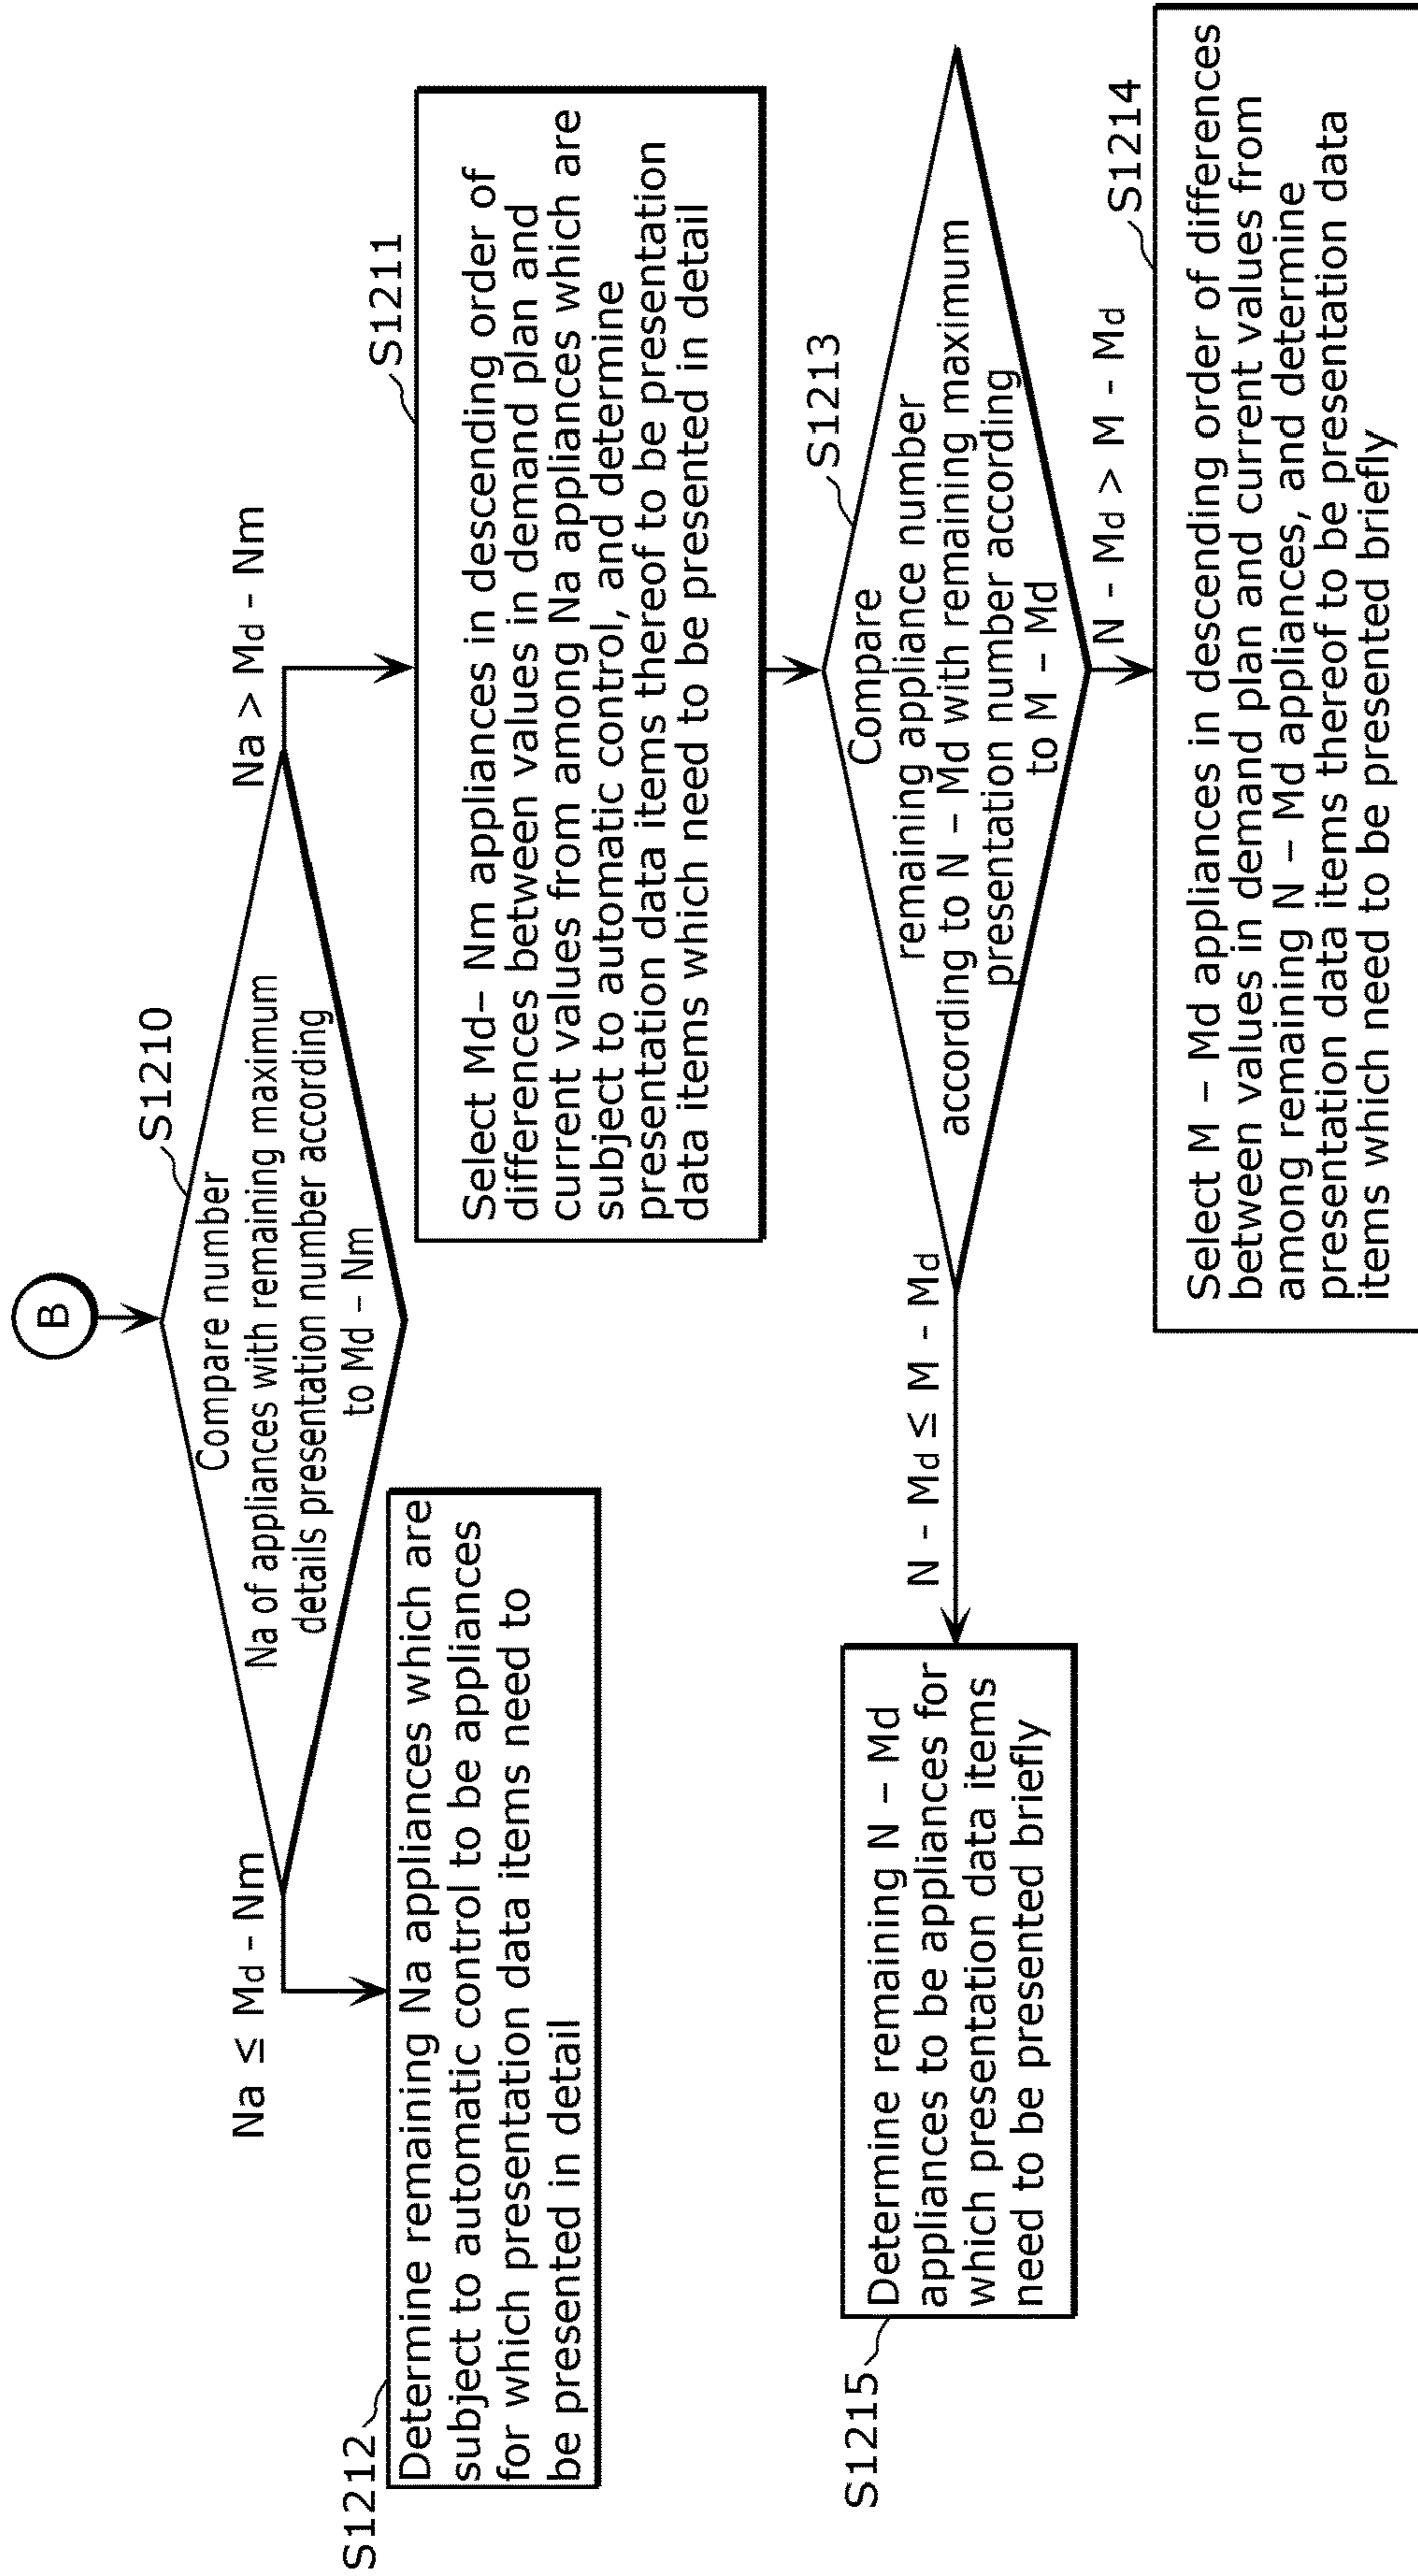 B
S1210
Compare number
Na of appliances with remaining maximum
details presentation number according
to Md – Nm
Na ≤ Md - Nm
Na > Md - Nm
S1212
Determine remaining Na appliances which are
subject to automatic control to be appliances
for which presentation data items need to
be presented in detail
S1211
Select Md– Nm appliances in descending order of
differences between values in demand plan and
current values from among Na appliances which are
subject to automatic control, and determine
presentation data items thereof to be presentation
data items which need to be presented in detail
S1213
Compare
remaining appliance number
according to N – Md with remaining maximum
presentation number according
to M – Md
N - Md ≤ M - Md
N - Md > M - Md
S1215
Determine remaining N – Md
appliances to be appliances for
which presentation data items
need to be presented briefly
S1214
Select M – Md appliances in descending order of differences
between values in demand plan and current values from
among remaining N – Md appliances, and determine
presentation data items thereof to be presentation data
items which need to be presented briefly